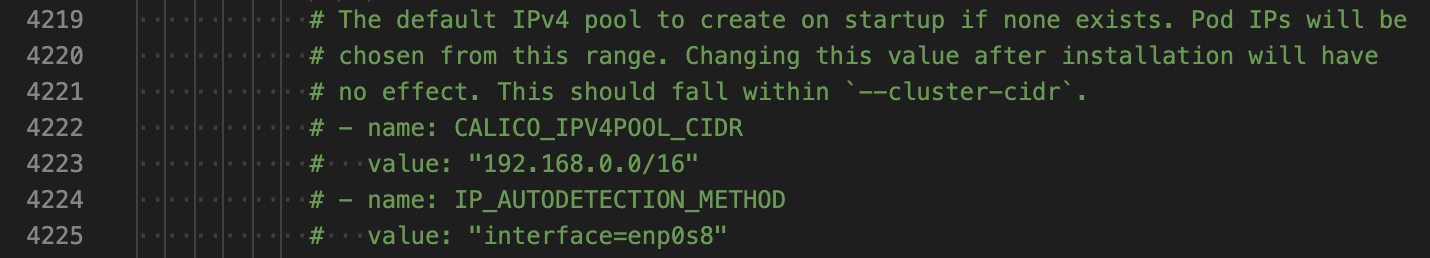 4219 # The default IPv4 pool to create on startup if none exists. Pod IPs will be
4220 # chosen from this range. Changing this value after installation will have
4221 # no effect. This should fall within `--cluster-cidr`.
4222 # - name: CALICO_IPV4POOL_CIDR
4223 #   value: "192.168.0.0/16"
4224 # - name: IP_AUTODETECTION_METHOD
4225 #   value: "interface=enp0s8"